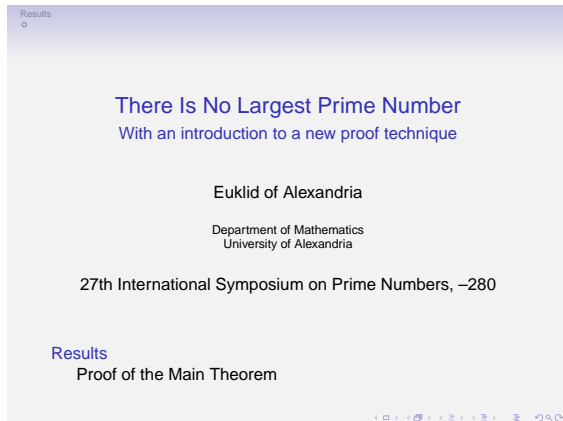 Results
There Is No Largest Prime Number
With an introduction to a new proof technique
Euklid of Alexandria
Department of Mathematics
University of Alexandria
27th International Symposium on Prime Numbers, –280
Results
Proof of the Main Theorem